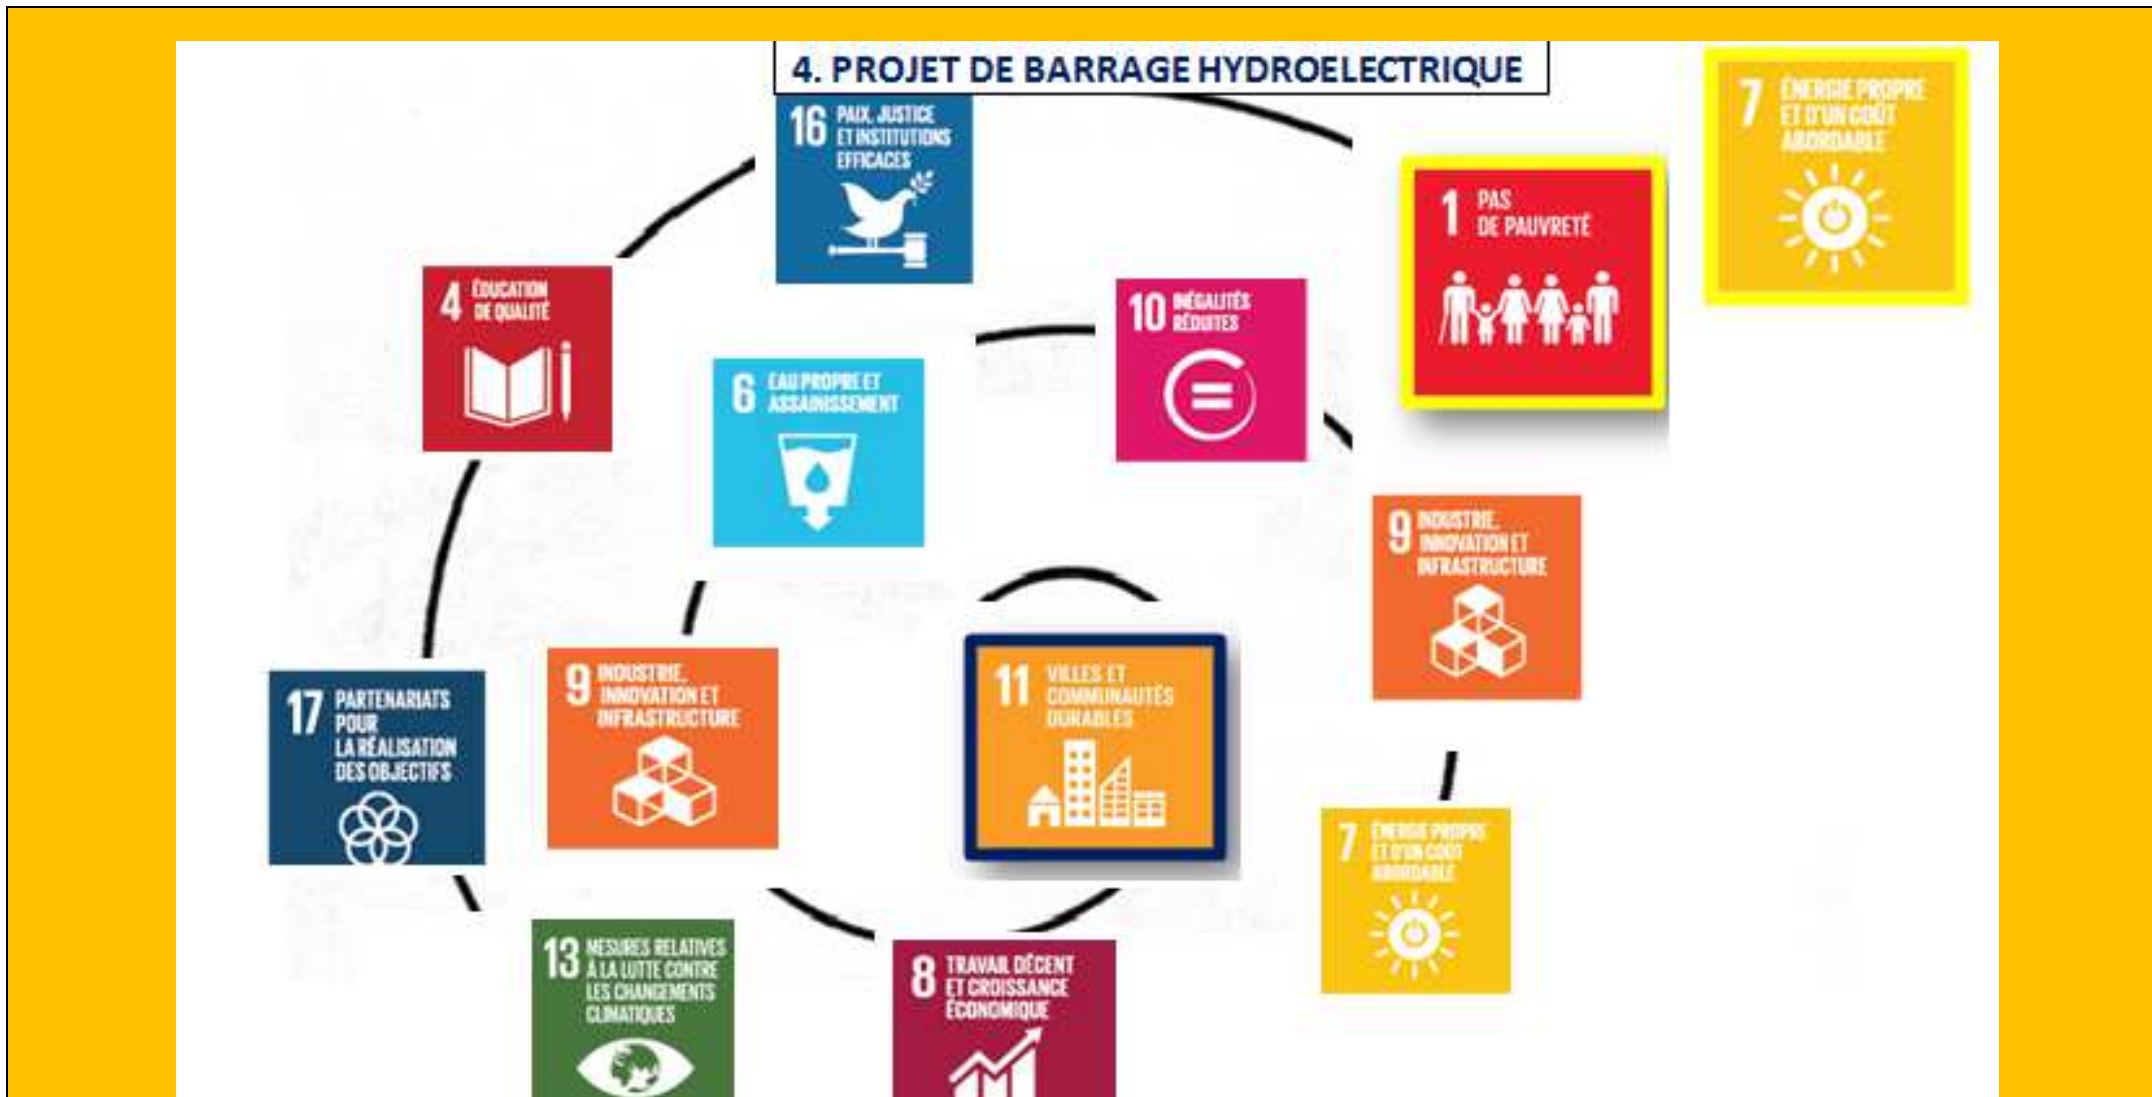 4. PROJET DE BARRAGE HYDROELECTRIQUE
7 ÉNERGIE PROPRE
ET D'UN COÛT
ABORDABLE
16 PAIX, JUSTICE
ET INSTITUTIONS
EFFICACES
1 PAS
DE PAUVRETÉ
4 ÉDUCATION
DE QUALITÉ
10 INÉGALITÉS
RÉDUITES
6 EAU PROPRE ET
ASSAINISSEMENT
9 INDUSTRIE,
INNOVATION ET
INFRASTRUCTURE
17 PARTENARIATS
POUR
LA RÉALISATION
DES OBJECTIFS
9 INDUSTRIE,
INNOVATION ET
INFRASTRUCTURE
11 VILLES ET
COMMUNAUTÉS
DURABLES
7 ÉNERGIE PROPRE
ET D'UN COÛT
ABORDABLE
13 MESURES RELATIVES
À LA LUTTE CONTRE
LES CHANGEMENTS
CLIMATIQUES
8 TRAVAIL DÉCENT
ET CROISSANCE
ÉCONOMIQUE